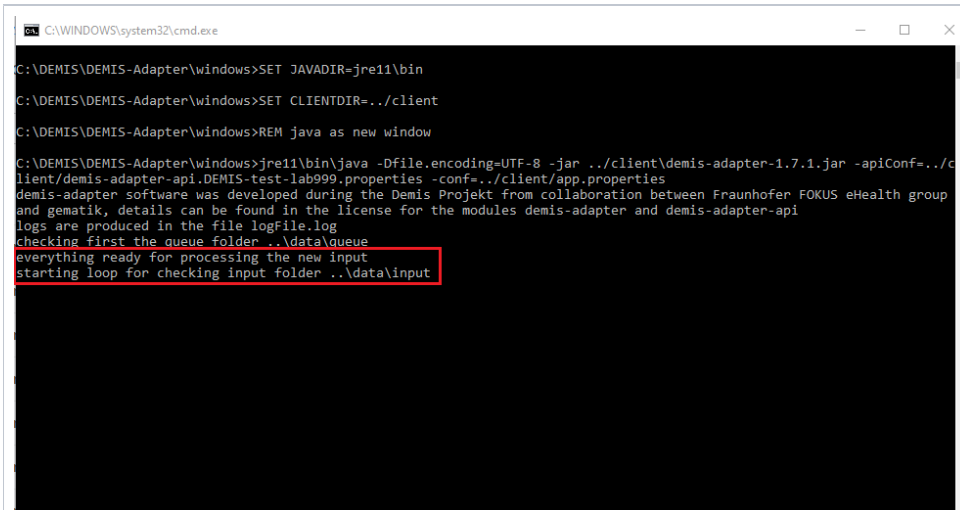 C:\WINDOWS\system32\cmd.exe
C:\DEMIS\DEMIS-Adapter\windows>SET JAVADIR=jre11\bin
C:\DEMIS\DEMIS-Adapter\windows>SET CLIENTDIR=../client
C:\DEMIS\DEMIS-Adapter\windows>REM java as new window
C:\DEMIS\DEMIS-Adapter\windows>jre11\bin\java -Dfile.encoding=UTF-8 -jar ../client\demis-adapter-1.7.1.jar -apiConf=../c
lient/demis-adapter-api.DEMIS-test-lab999.properties -conf=../client/app.properties
demis-adapter software was developed during the Demis Projekt from collaboration between Fraunhofer FOKUS eHealth group
and gematik, details can be found in the license for the modules demis-adapter and demis-adapter-api
logs are produced in the file logFile.log
checking first the queue folder ..\data\queue
everything ready for processing the new input
starting loop for checking input folder ..\data\input